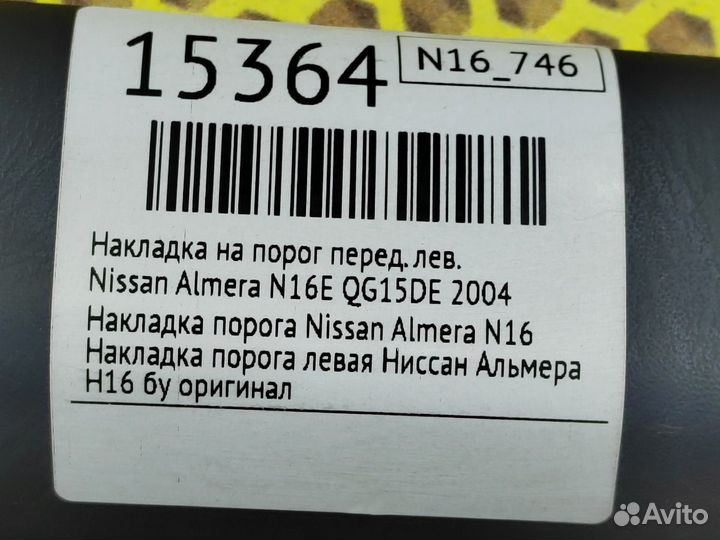 15364
N16_746
Накладка на порог перед. лев.
Nissan Almera N16E QG15DE 2004
Накладка порога Nissan Almera N16
Накладка порога левая Ниссан Альмера
Н16 бу оригинал
Avito